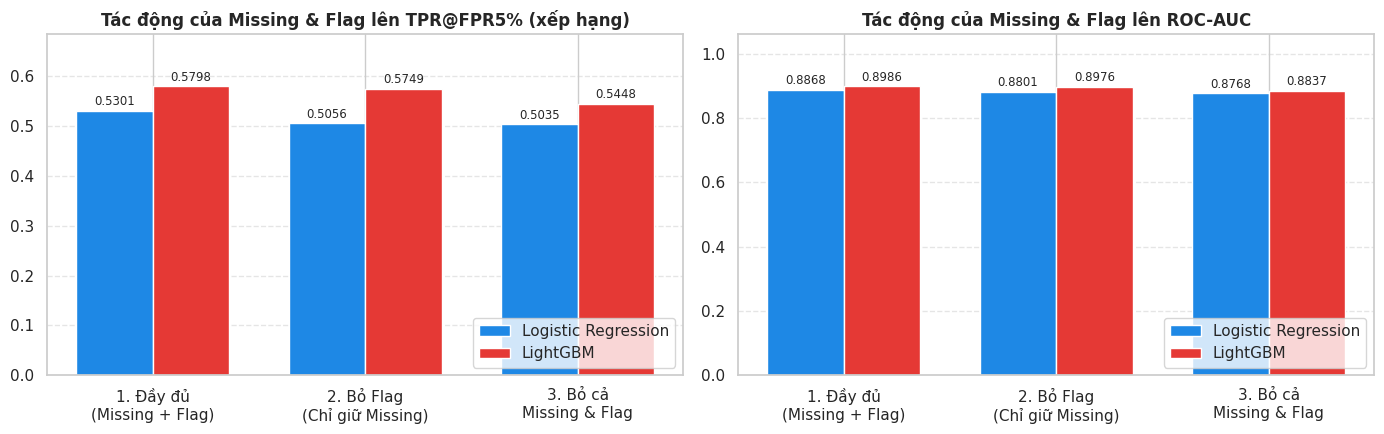 Tác động của Missing & Flag lên TPR@FPR5% (xếp hạng)
0.6
0.5
0.4
0.3
0.2
0.1
0.0
0.5301
0.5798
0.5056
0.5749
0.5035
0.5448
Logistic Regression
LightGBM
1. Đầy đủ
(Missing + Flag)
2. Bỏ Flag
(Chỉ giữ Missing)
3. Bỏ cả
Missing & Flag
Tác động của Missing & Flag lên ROC-AUC
1.0
0.8
0.6
0.4
0.2
0.0
0.8868
0.8986
0.8801
0.8976
0.8768
0.8837
Logistic Regression
LightGBM
1. Đầy đủ
(Missing + Flag)
2. Bỏ Flag
(Chỉ giữ Missing)
3. Bỏ cả
Missing & Flag